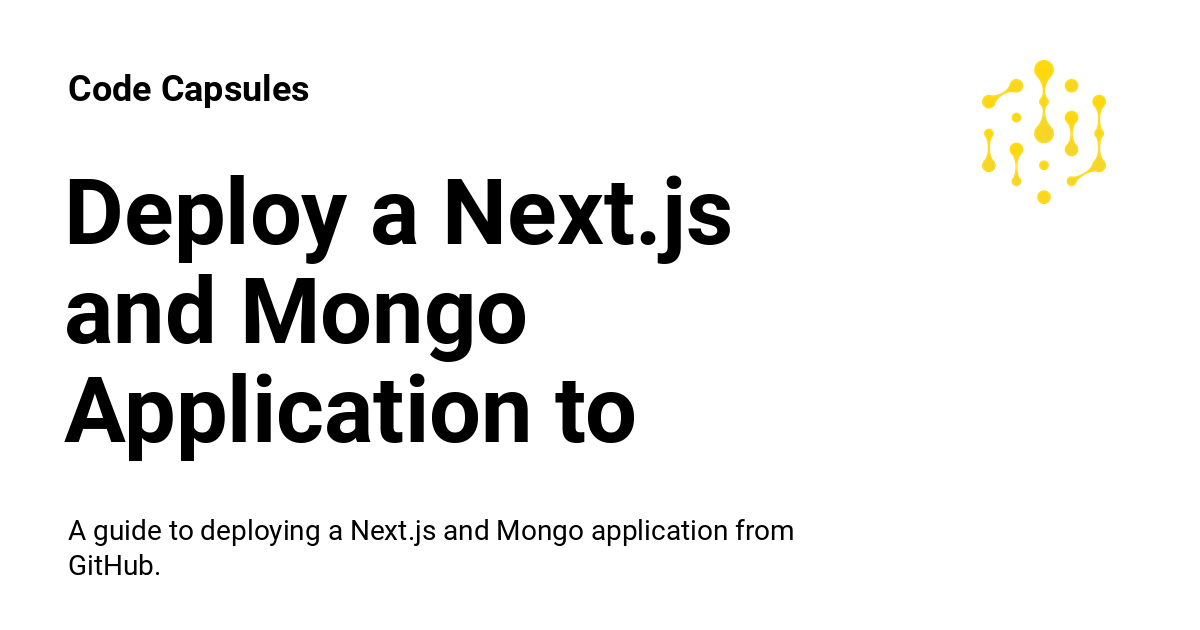 Code Capsules
Deploy a Next.js
and Mongo
Application to
A guide to deploying a Next.js and Mongo application from
GitHub.